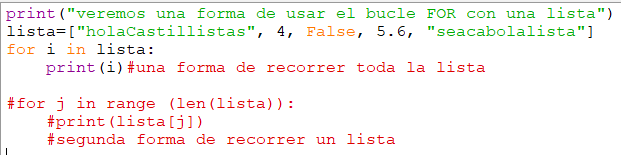 print("veremos una forma de usar el bucle FOR con una lista")
lista=["holaCastillistas", 4, False, 5.6, "seacabolalista"]
for i in lista:
    print(i)#una forma de recorrer toda la lista

#for j in range (len(lista)):
    #print(lista[j])
    #segunda forma de recorrer un lista